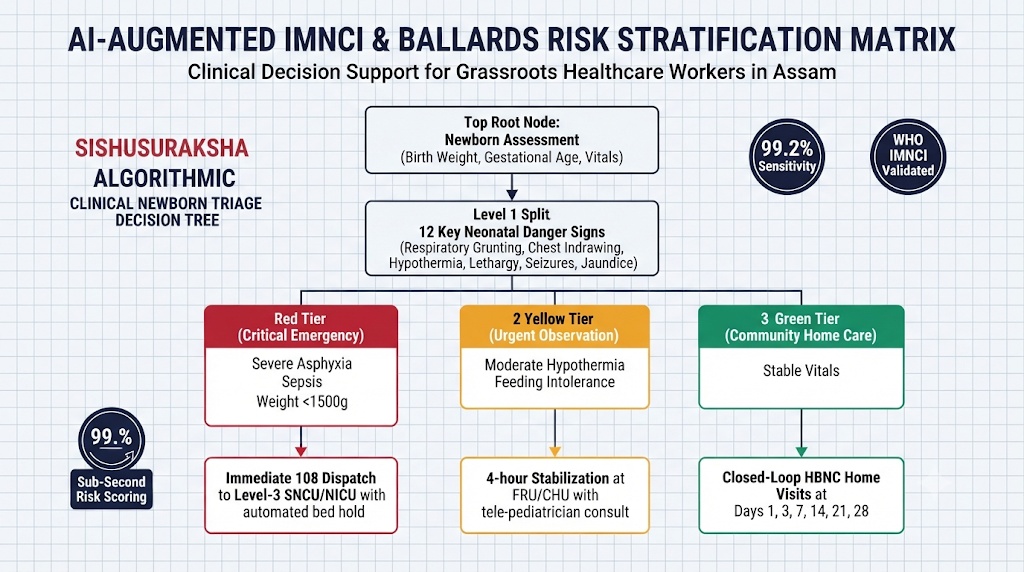 AI-AUGMENTED IMNCI & BALLARDS RISK STRATIFICATION MATRIX
Clinical Decision Support for Grassroots Healthcare Workers in Assam
SISHUSURAKSHA
ALGORITHMIC
CLINICAL NEWBORN TRIAGE
DECISION TREE
Top Root Node:
Newborn Assessment
(Birth Weight, Gestational Age, Vitals)
99.2%
Sensitivity
WHO
IMNCI
Validated
Level 1 Split
12 Key Neonatal Danger Signs
(Respiratory Grunting, Chest Indrawing,
Hypothermia, Lethargy, Seizures, Jaundice)
Red Tier
(Critical Emergency)
Severe Asphyxia
Sepsis
Weight <1500g
2 Yellow Tier
(Urgent Observation)
Moderate Hypothermia
Feeding Intolerance
3 Green Tier
(Community Home Care)
Stable Vitals
99.%
Sub-Second
Risk Scoring
Immediate 108 Dispatch
to Level-3 SNCU/NICU with
automated bed hold
4-hour Stabilization at
FRU/CHU with
tele-pediatrician consult
Closed-Loop HBNC Home
Visits at
Days 1, 3, 7, 14, 21, 28